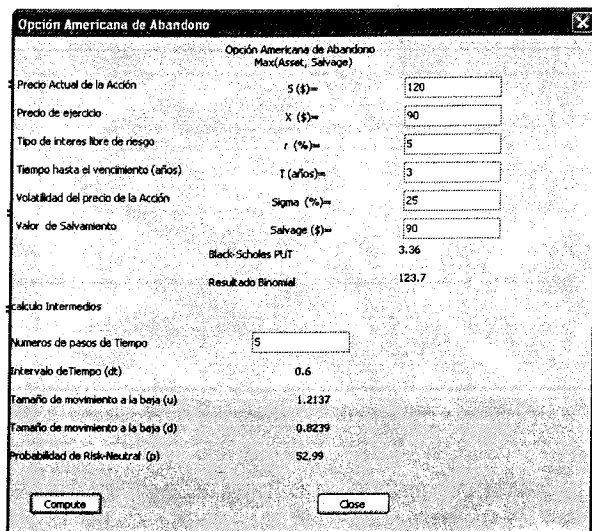 Opción Americana de Abandono
Opción Americana de Abandono
Max(Asset, Salvage)
Precio Actual de la Acción S ($)= 120
Precio de ejercicio X ($)= 90
Tipo de interes libre de riesgo r (%)= 5
Tiempo hasta el vencimiento (años) T (años)= 3
Volatilidad del precio de la Acción Sigma (%)= 25
Valor de Salvamiento Salvage ($)= 90
Black-Scholes PUT 3.36
Resultado Binomial 123.7
calculo Intermedios
Numeros de pasos de Tiempo 5
Intervalo deTiempo (dt) 0.6
Tamaño de movimiento a la baja (u) 1.2137
Tamaño de movimiento a la baja (d) 0.8239
Probabilidad de Risk-Neutral (p) 52.99
Compute Close